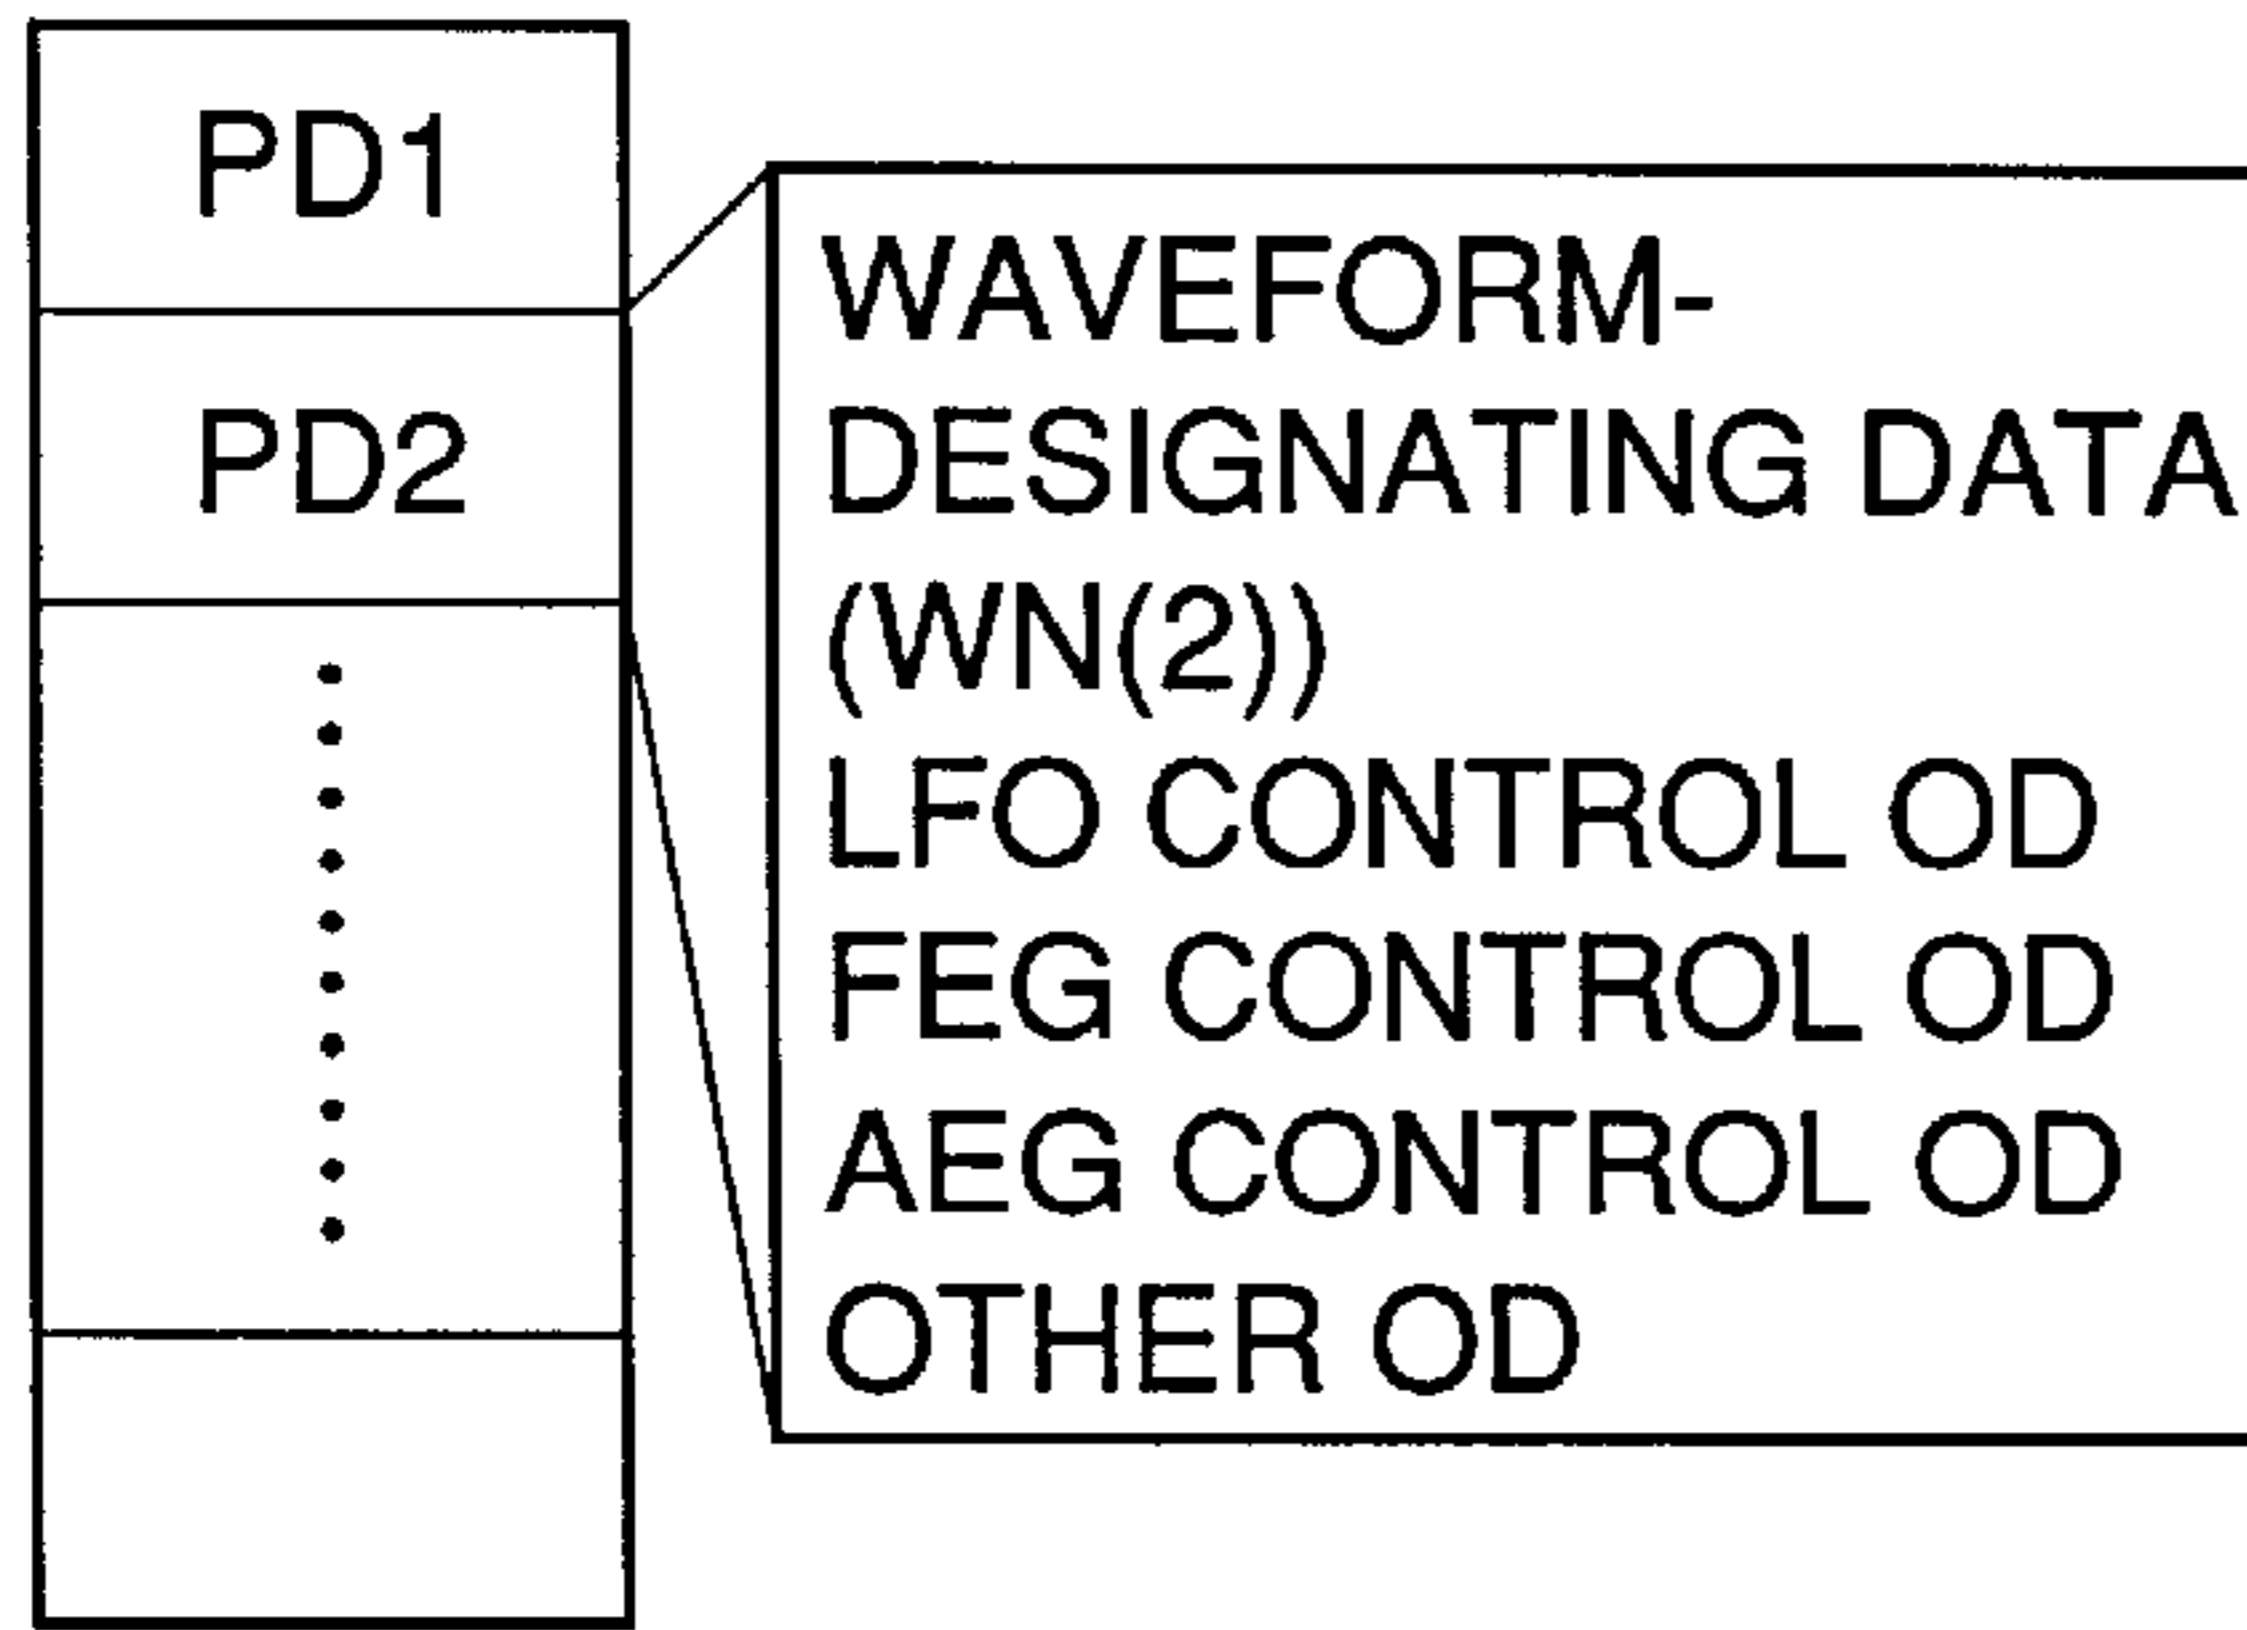 PD1
PD2
WAVEFORM-
DESIGNATING DATA
(WN(2))
LFO CONTROL OD
FEG CONTROL OD
AEG CONTROL OD
OTHER OD